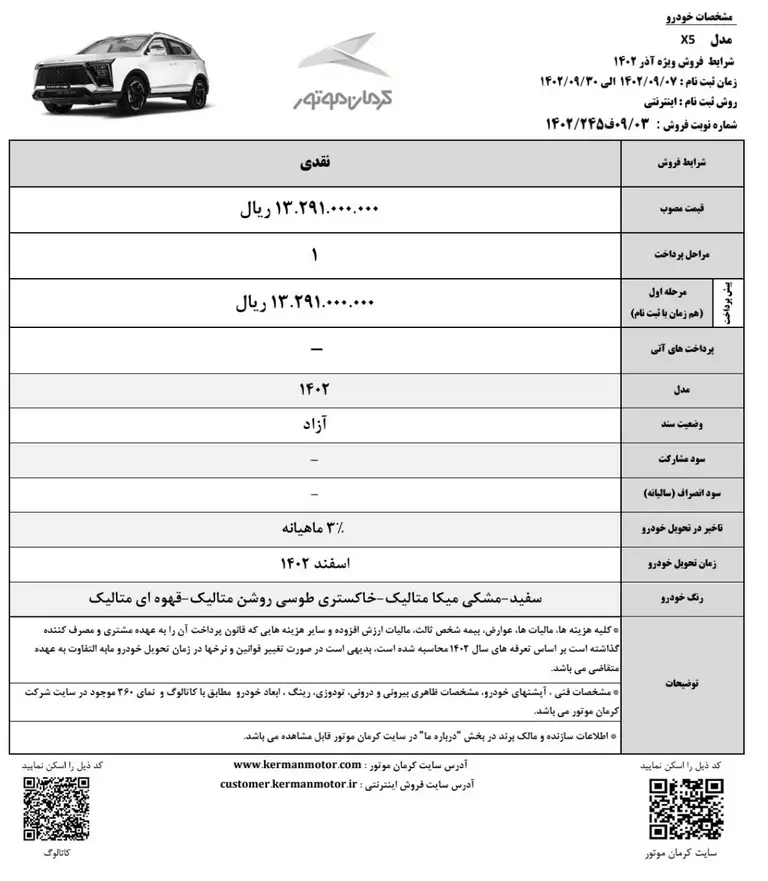 مشخصات خودرو
مدل X5
شرایط فروش ویژه آذر ۱۴۰۲
زمان ثبت نام : ۱۴۰۲/۰۹/۰۷ الی ۱۴۰۲/۰۹/۳۰
روش ثبت نام : اینترنتی
شماره نوبت فروش : ۰۹/۰۳ف۱۴۰۲/۲۴۵
کرمان موتور
شرایط فروش نقدی
قیمت مصوب ۱۳.۲۹۱.۰۰۰.۰۰۰ ریال
مراحل پرداخت ۱
پیش پرداخت
مرحله اول
(هم زمان با ثبت نام)
۱۳.۲۹۱.۰۰۰.۰۰۰ ریال
پرداخت های آتی —
مدل ۱۴۰۲
وضعیت سند آزاد
سود مشارکت -
سود انصراف (سالیانه) -
تاخیر در تحویل خودرو ۳٪ ماهیانه
زمان تحویل خودرو اسفند ۱۴۰۲
رنگ خودرو سفید-مشکی میکا متالیک-خاکستری طوسی روشن متالیک-قهوه ای متالیک
توضیحات
* کلیه هزینه ها، مالیات ها، عوارض، بیمه شخص ثالث، مالیات ارزش افزوده و سایر هزینه هایی که قانون پرداخت آن را به عهده مشتری و مصرف کننده
گذاشته است بر اساس تعرفه های سال ۱۴۰۲ محاسبه شده است، بدیهی است در صورت تغییر قوانین و نرخها در زمان تحویل خودرو مابه التفاوت به عهده
متقاضی می باشد.
* مشخصات فنی ، آپشنهای خودرو، مشخصات ظاهری بیرونی و درونی، تودوزی، رینگ ، ابعاد خودرو مطابق با کاتالوگ و نمای ۳۶۰ موجود در سایت شرکت
کرمان موتور می باشد.
* اطلاعات سازنده و مالک برند در بخش "درباره ما" در سایت کرمان موتور قابل مشاهده می باشد.
کد ذیل را اسکن نمایید
آدرس سایت کرمان موتور : www.kermanmotor.com
کد ذیل را اسکن نمایید
آدرس سایت فروش اینترنتی : customer.kermanmotor.ir
سایت کرمان موتور
کاتالوگ